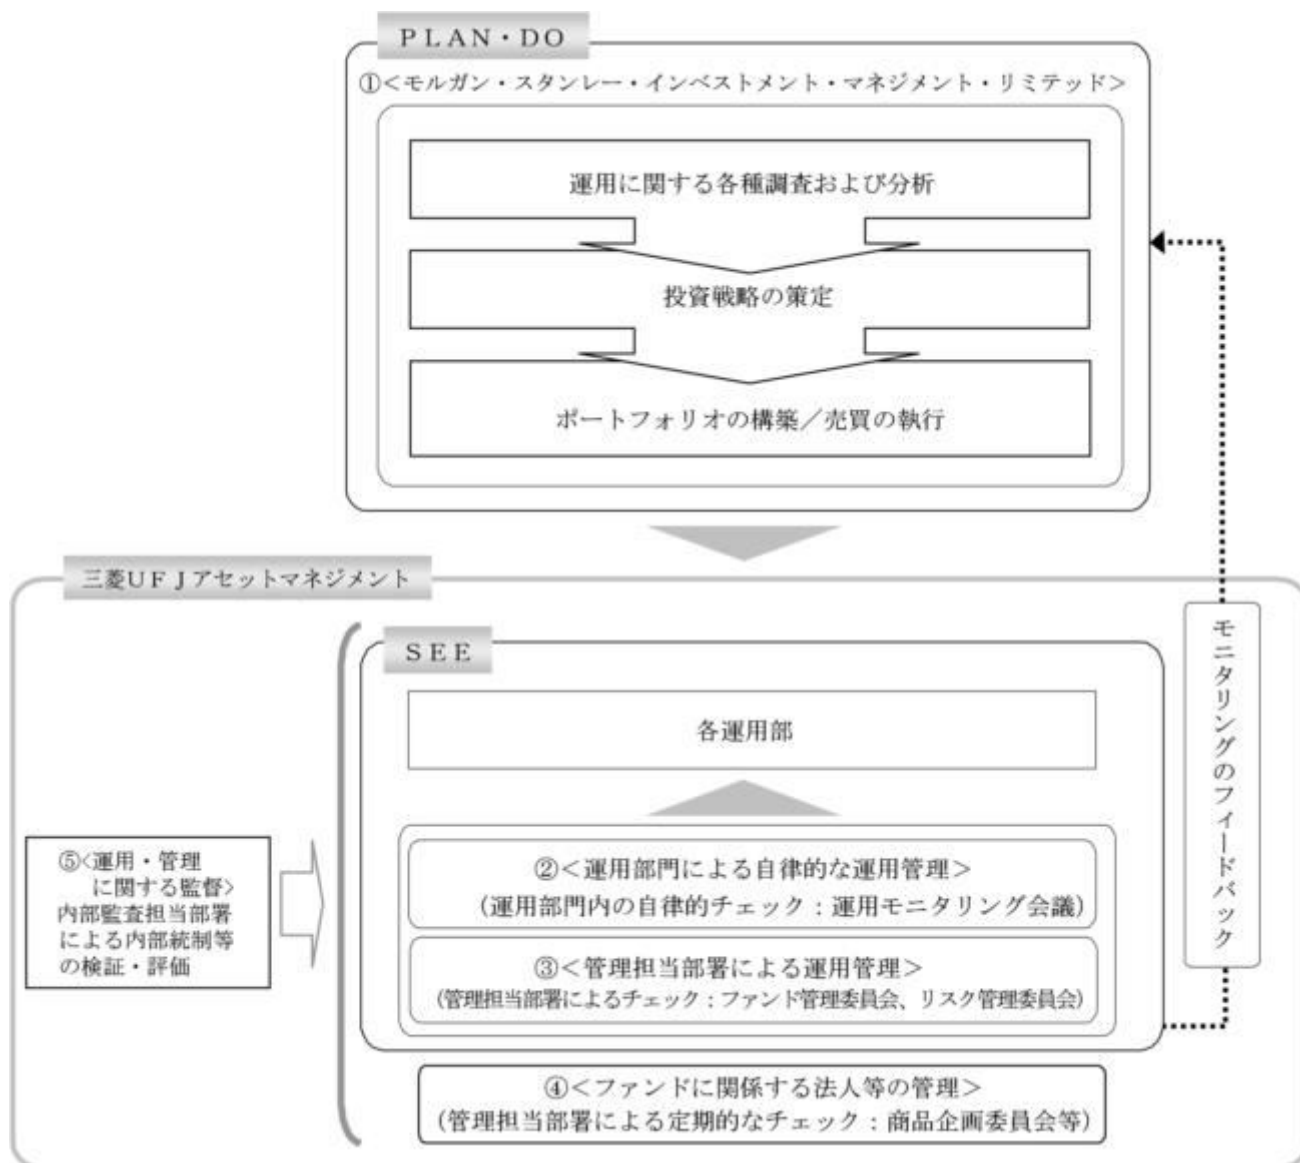 PLAN・DO
①<モルガン・スタンレー・インベストメント・マネジメント・リミテッド>
運用に関する各種調査および分析
投資戦略の策定
ポートフォリオの構築／売買の執行
三菱UFJアセットマネジメント
SEE
各運用部
モニタリングのフィードバック
⑤<運用・管理
に関する監督>
内部監査担当部署
による内部統制等
の検証・評価
②<運用部門による自律的な運用管理>
(運用部門内の自律的チェック：運用モニタリング会議)
③<管理担当部署による運用管理>
(管理担当部署によるチェック：ファンド管理委員会、リスク管理委員会)
④<ファンドに関係する法人等の管理>
(管理担当部署による定期的なチェック：商品企画委員会等)